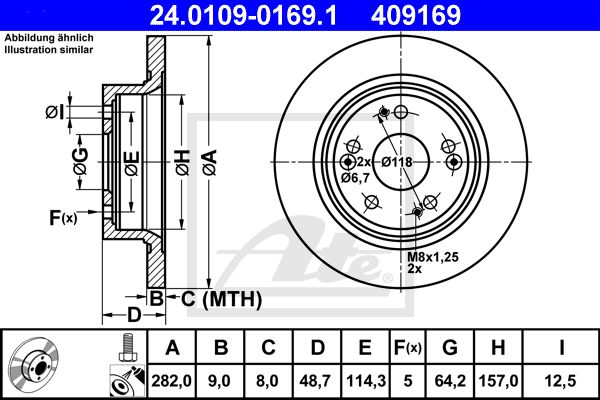 24.0109-0169.1 409169
Abbildung ähnlich
Illustration similar
ØI
ØG
ØE
ØH
ØA
F(x)
B
C (MTH)
D
2x
Ø6,7
Ø118
M8x1,25
2x
Ate
®
A B C D E F(x) G H I
282,0 9,0 8,0 48,7 114,3 5 64,2 157,0 12,5